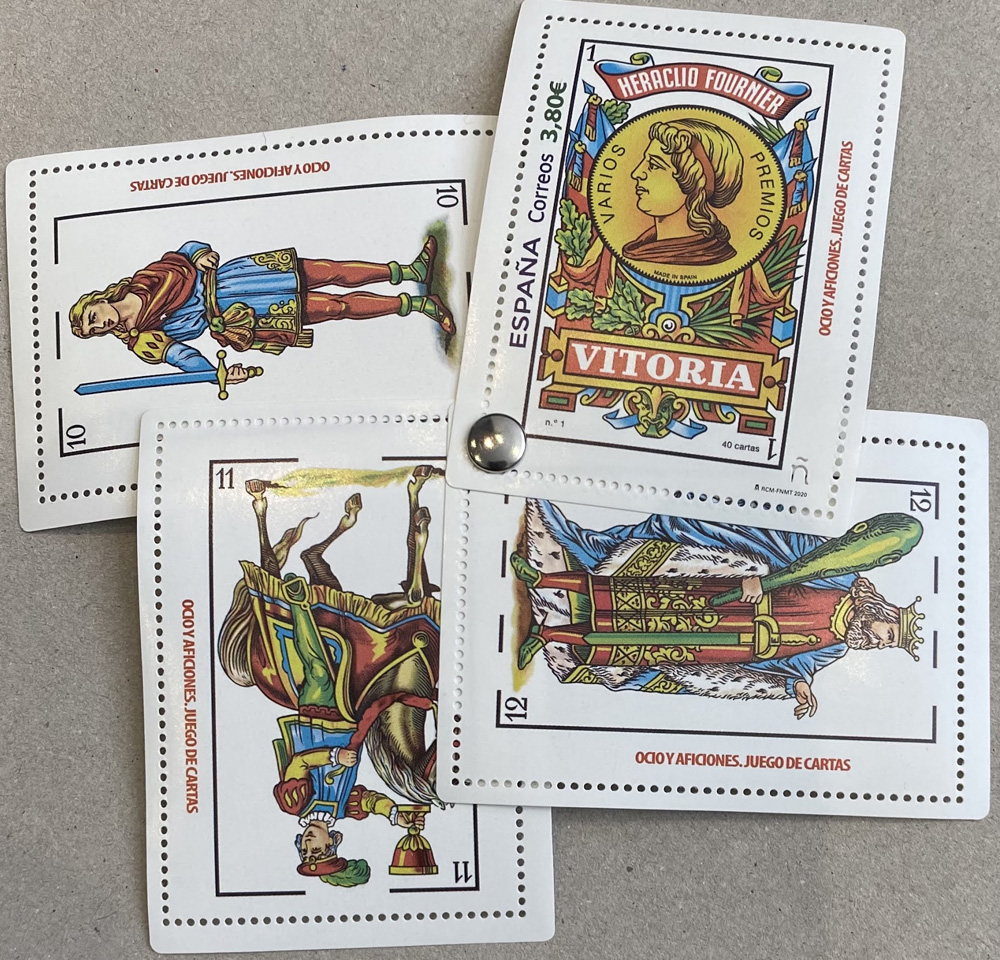 OCIO Y AFICIONES. JUEGO DE CARTAS
10
10
1
HERACLIO FOURNIER
VARIOS PREMIOS
MADE IN SPAIN
VITORIA
n.º 1
40 cartas
1
ESPAÑA Correos 3,80€
OCIO Y AFICIONES. JUEGO DE CARTAS
RCM-FNMT 2020
11
11
OCIO Y AFICIONES. JUEGO DE CARTAS
12
12
OCIO Y AFICIONES. JUEGO DE CARTAS